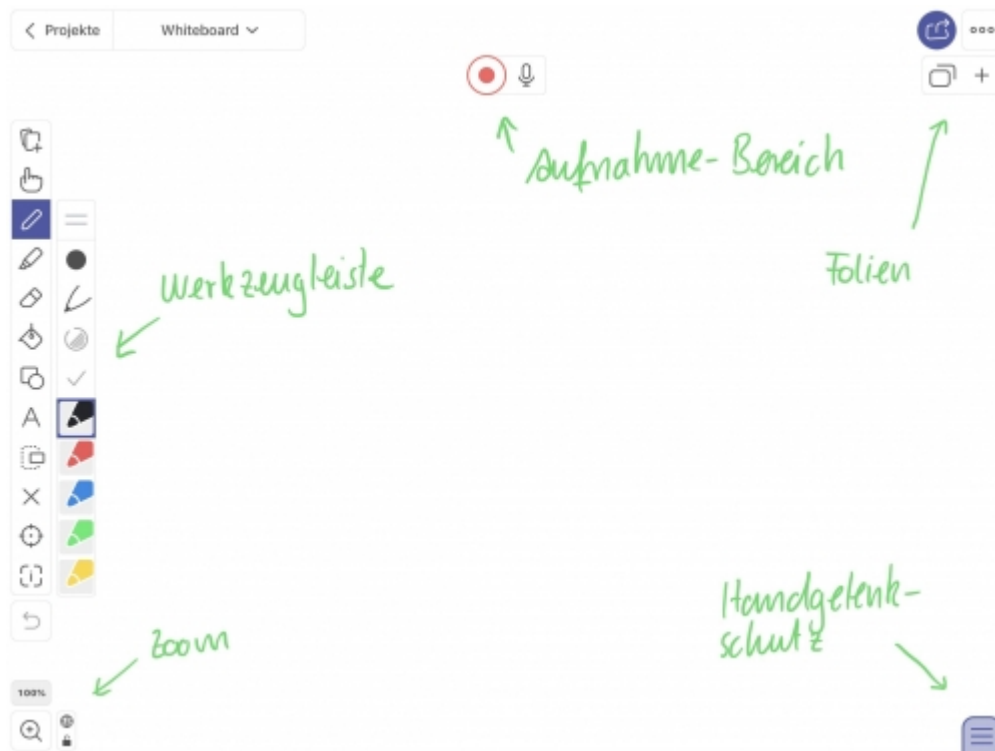 Projekte
Whiteboard
Aufnahme-Bereich
Folien
Werkzeugleiste
A
Handgelenk-
schutz
Zoom
100%